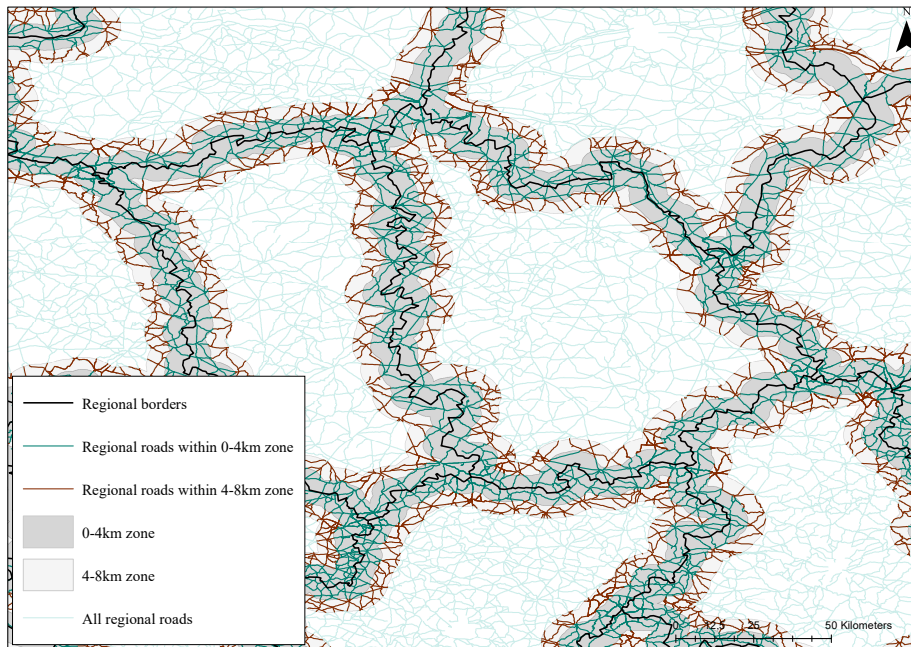 N
Regional borders
Regional roads within 0-4km zone
Regional roads within 4-8km zone
0-4km zone
4-8km zone
All regional roads
0 12.5 25 50 Kilometers